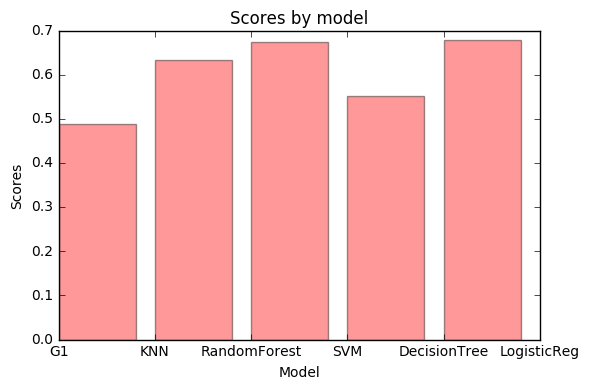 Scores by model
Scores
0.7
0.6
0.5
0.4
0.3
0.2
0.1
0.0
G1 KNN RandomForest SVM DecisionTree LogisticReg
Model